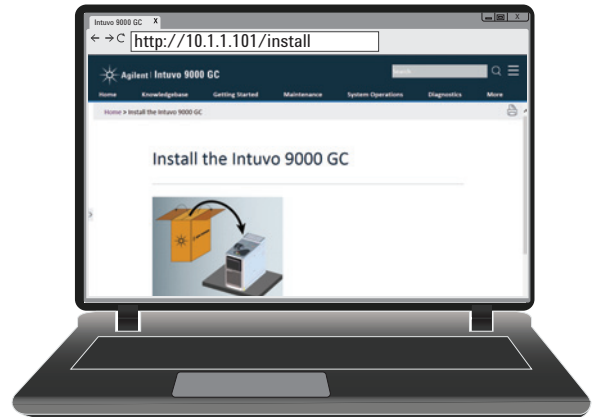 Intuvo 9000 GC X
http://10.1.1.101/install
Agilent | Intuvo 9000 GC
Search
Home Knowledgebase Getting Started Maintenance System Operations Diagnostics More
Home > Install the Intuvo 9000 GC
Install the Intuvo 9000 GC